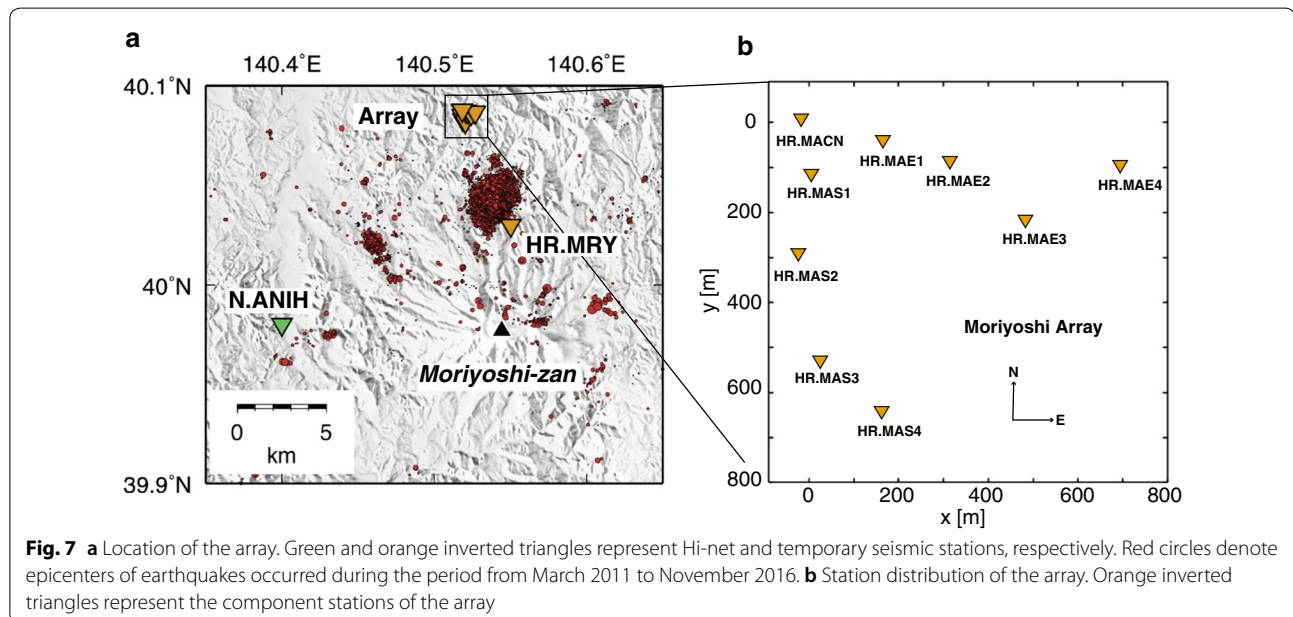 a
140.4˚E 140.5˚E 140.6˚E
40.1˚N
Array
HR.MRY
40˚N
N.ANIH
Moriyoshi-zan
0 5
km
39.9˚N
b
0
HR.MACN
HR.MAE1
HR.MAE2
HR.MAE4
HR.MAS1
200
HR.MAE3
HR.MAS2
y [m]
400
Moriyoshi Array
HR.MAS3
N
E
600
HR.MAS4
800
0 200 400 600 800
x [m]
Fig. 7 a Location of the array. Green and orange inverted triangles represent Hi-net and temporary seismic stations, respectively. Red circles denote
epicenters of earthquakes occurred during the period from March 2011 to November 2016. b Station distribution of the array. Orange inverted
triangles represent the component stations of the array